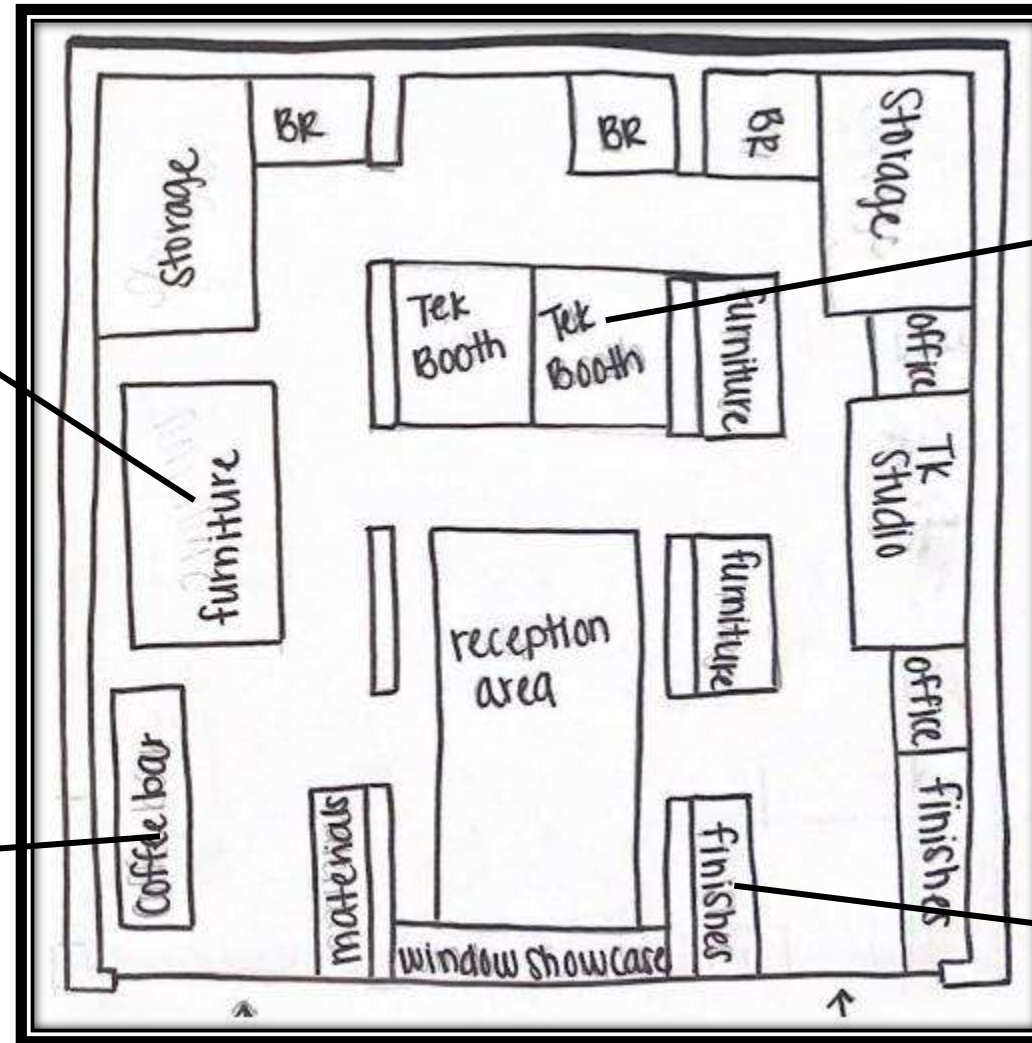 BR
BR
BR
Storage
Storage
Tek
Booth
Tek
Booth
furniture
office
furniture
TK
Studio
reception
area
furniture
office
Coffee bar
materials
finishes
finishes
window showcase